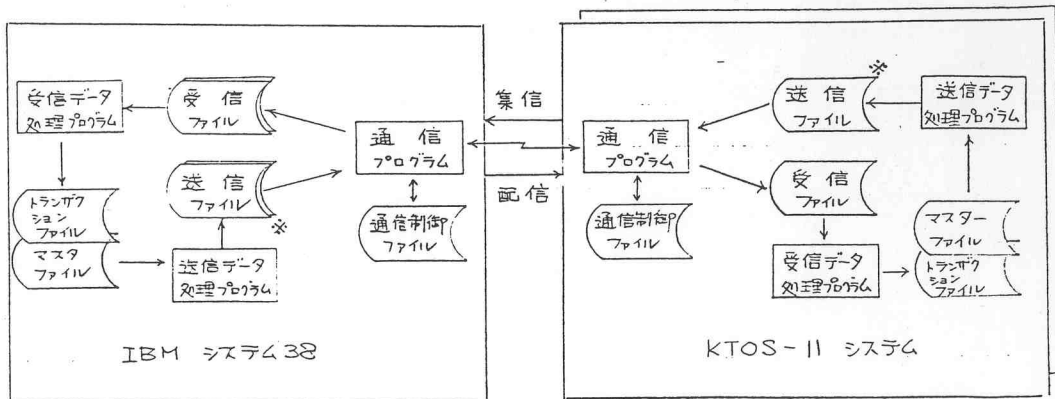 受信データ
処理プログラム
受信
ファイル
送信
ファイル
※
通信
プログラム
通信制御
ファイル
トランザク
ション
ファイル
マスタ
ファイル
送信データ
処理プログラム
IBM システム38
集信
配信
通信
プログラム
通信制御
ファイル
※
送信
ファイル
送信データ
処理プログラム
受信
ファイル
受信データ
処理プログラム
マスター
ファイル
トランザク
ション
ファイル
KTOS-11 システム